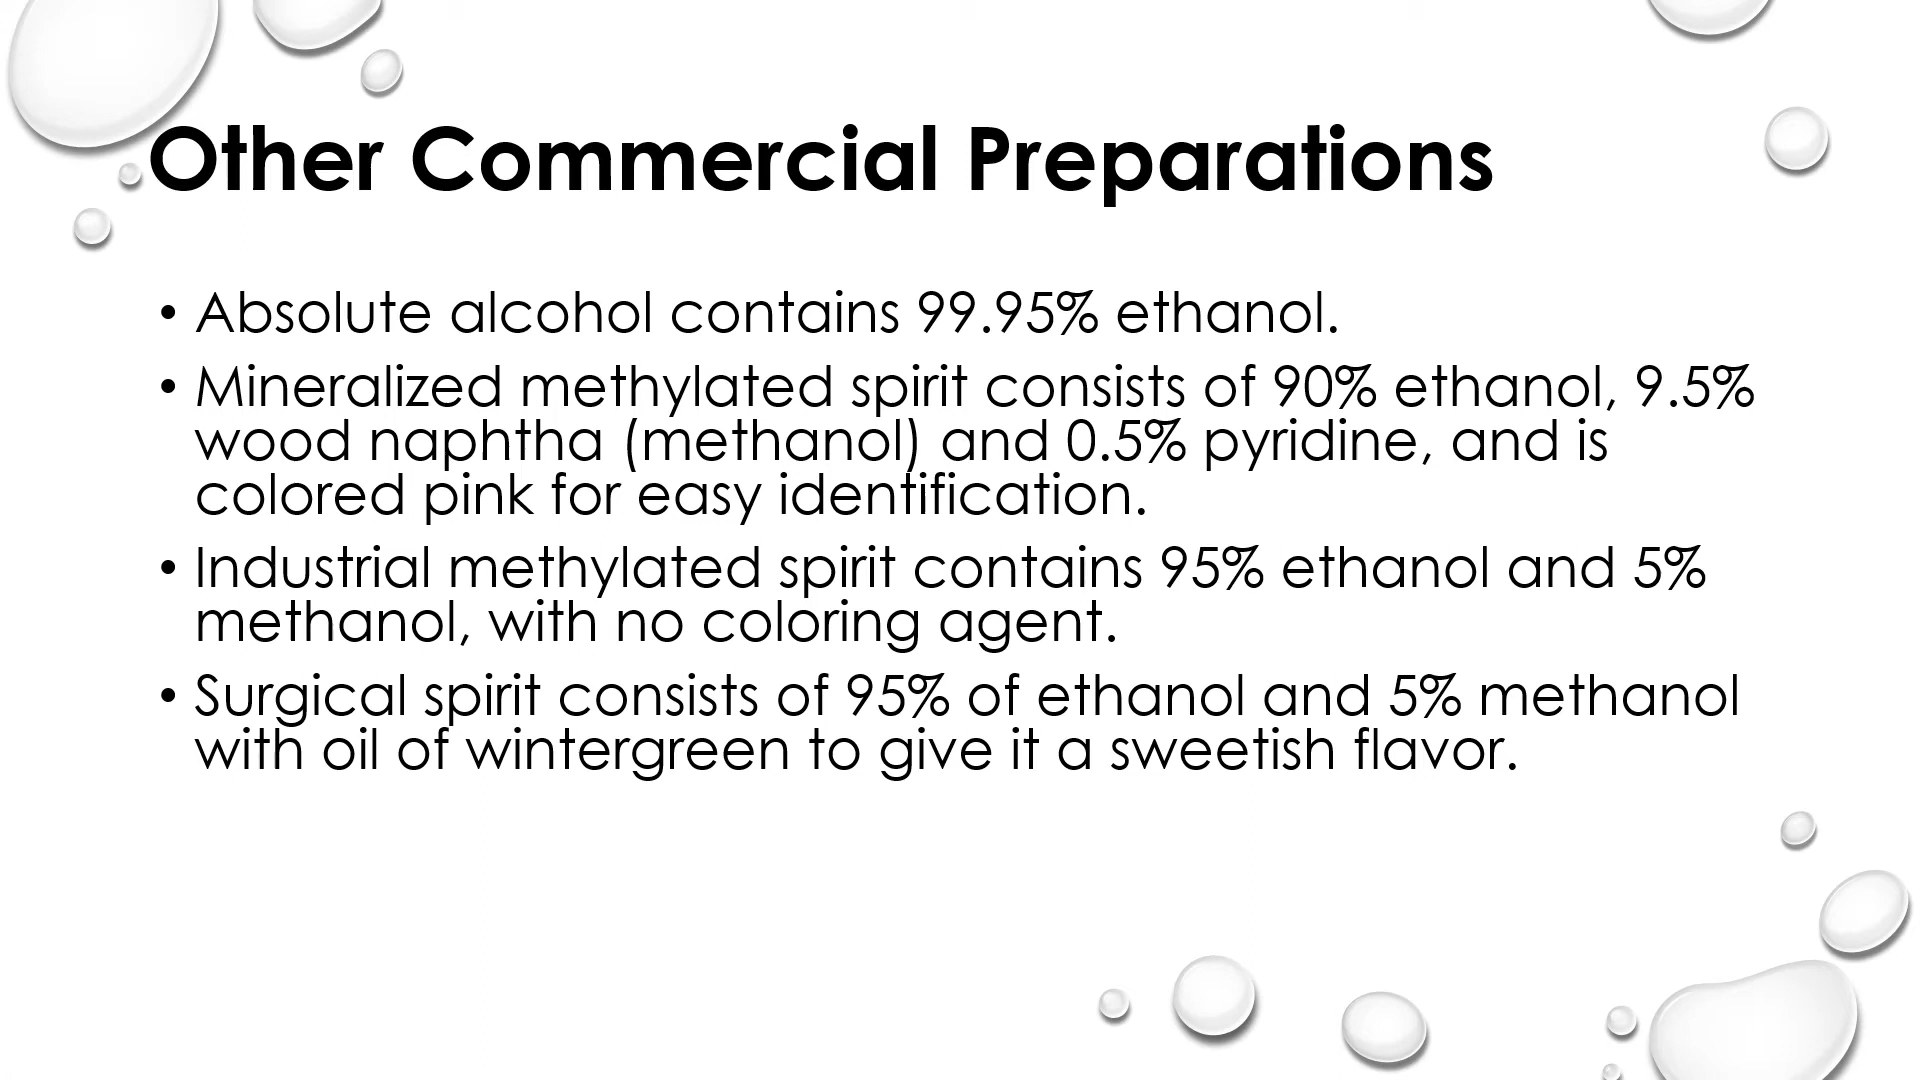 Other Commercial Preparations
• Absolute alcohol contains 99.95% ethanol.
• Mineralized methylated spirit consists of 90% ethanol, 9.5%
wood naphtha (methanol) and 0.5% pyridine, and is
colored pink for easy identification.
• Industrial methylated spirit contains 95% ethanol and 5%
methanol, with no coloring agent.
• Surgical spirit consists of 95% of ethanol and 5% methanol
with oil of wintergreen to give it a sweetish flavor.